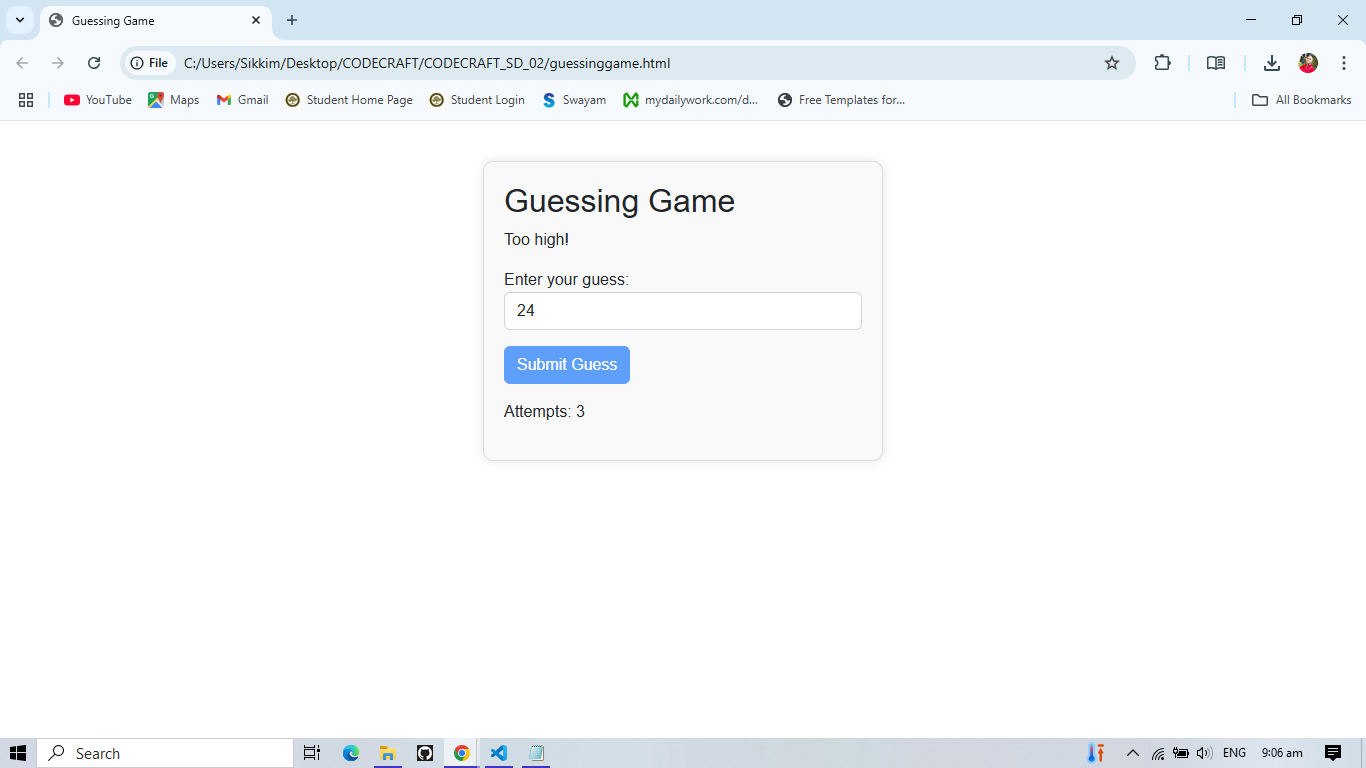 Guessing Game
File C:/Users/Sikkim/Desktop/CODECRAFT/CODECRAFT_SD_02/guessinggame.html
YouTube Maps Gmail Student Home Page Student Login Swayam mydailywork.com/d... Free Templates for... All Bookmarks
Guessing Game
Too high!
Enter your guess:
24
Submit Guess
Attempts: 3
Search ENG 9:06 am